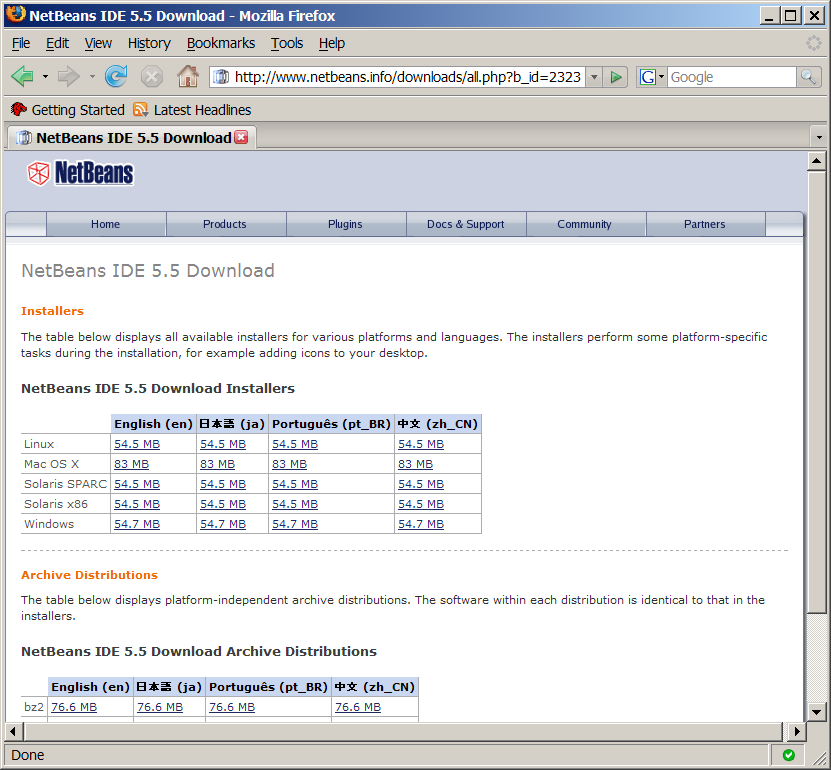 NetBeans IDE 5.5 Download - Mozilla Firefox
File Edit View History Bookmarks Tools Help
http://www.netbeans.info/downloads/all.php?b_id=2323 G Google
Getting Started Latest Headlines
NetBeans IDE 5.5 Download
NetBeans
Home Products Plugins Docs & Support Community Partners
NetBeans IDE 5.5 Download
Installers
The table below displays all available installers for various platforms and languages. The installers perform some platform-specific
tasks during the installation, for example adding icons to your desktop.
NetBeans IDE 5.5 Download Installers
English (en) 日本語 (ja) Português (pt_BR) 中文 (zh_CN)
Linux 54.5 MB 54.5 MB 54.5 MB 54.5 MB
Mac OS X 83 MB 83 MB 83 MB 83 MB
Solaris SPARC 54.5 MB 54.5 MB 54.5 MB 54.5 MB
Solaris x86 54.5 MB 54.5 MB 54.5 MB 54.5 MB
Windows 54.7 MB 54.7 MB 54.7 MB 54.7 MB
Archive Distributions
The table below displays platform-independent archive distributions. The software within each distribution is identical to that in the
installers.
NetBeans IDE 5.5 Download Archive Distributions
English (en) 日本語 (ja) Português (pt_BR) 中文 (zh_CN)
bz2 76.6 MB 76.6 MB 76.6 MB 76.6 MB
Done